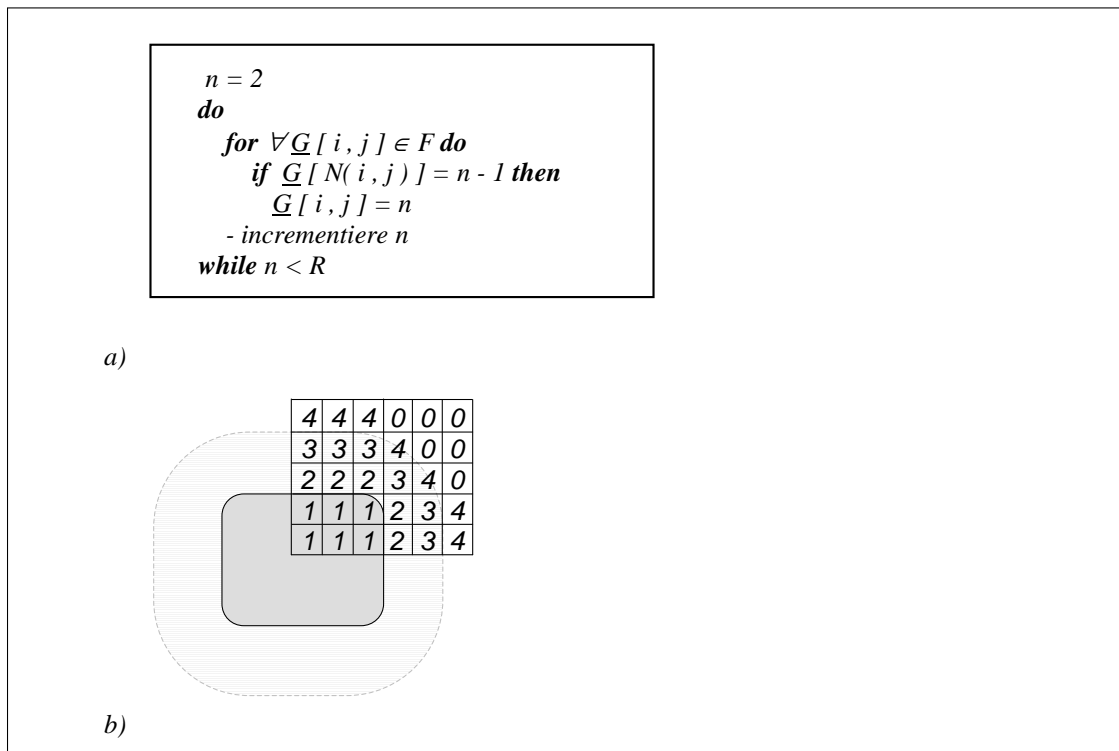 n = 2
do
for ∀ G [ i , j ] ∈ F do
if G [ N( i , j ) ] = n - 1 then
G [ i , j ] = n
- incrementiere n
while n < R
a)
4 4 4 0 0 0
3 3 3 4 0 0
2 2 2 3 4 0
1 1 1 2 3 4
1 1 1 2 3 4
b)